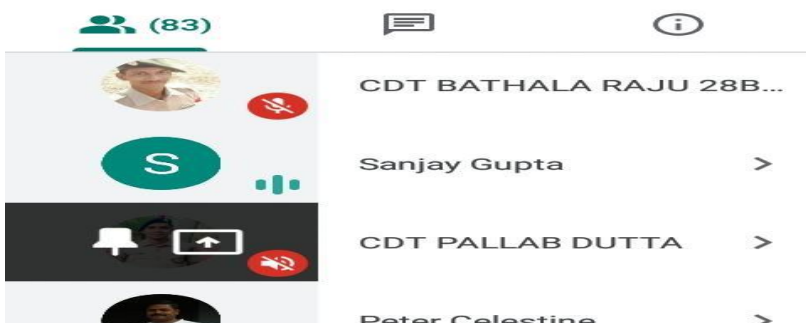 (83)
CDT BATHALA RAJU 28B...
S
Sanjay Gupta
CDT PALLAB DUTTA
Peter Celestine